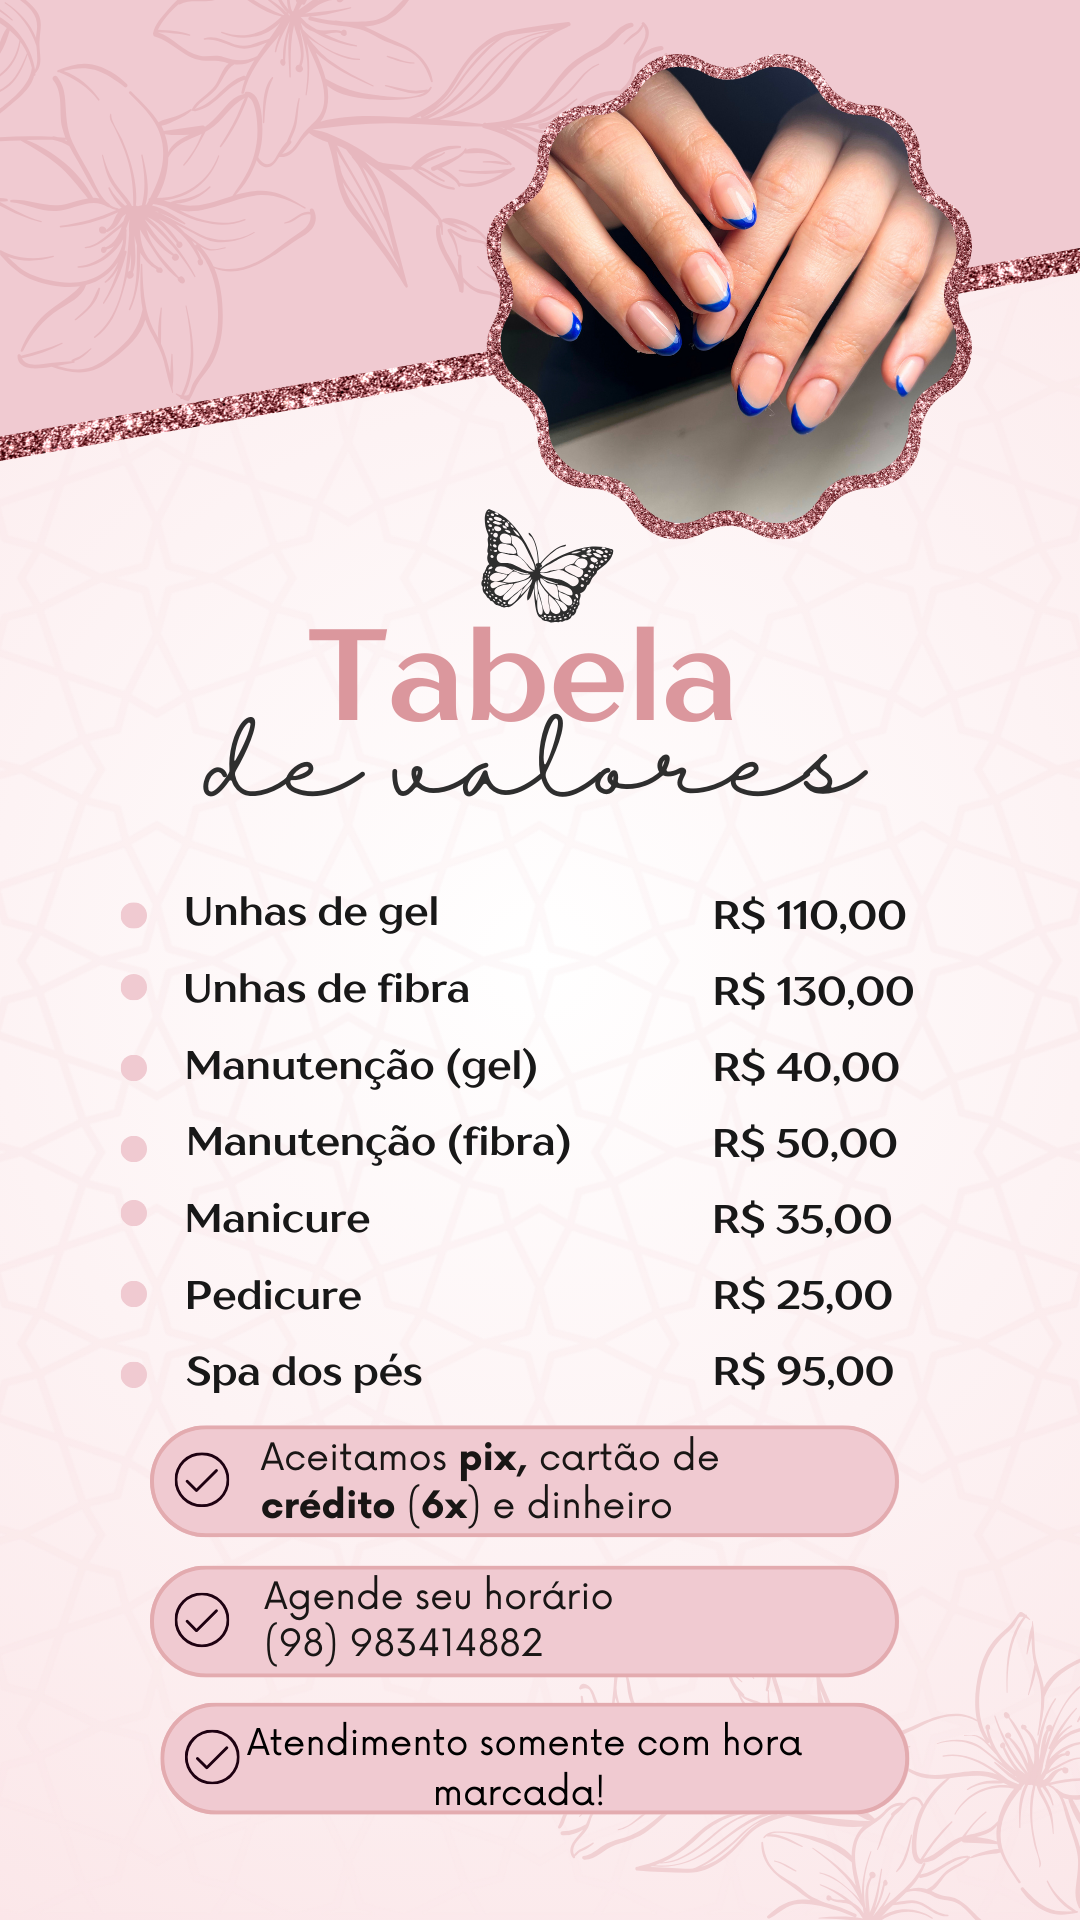 Tabela
de valores
Unhas de gel R$ 110,00
Unhas de fibra R$ 130,00
Manutenção (gel) R$ 40,00
Manutenção (fibra) R$ 50,00
Manicure R$ 35,00
Pedicure R$ 25,00
Spa dos pés R$ 95,00
Aceitamos pix, cartão de
crédito (6x) e dinheiro
Agende seu horário
(98) 983414882
Atendimento somente com hora
marcada!